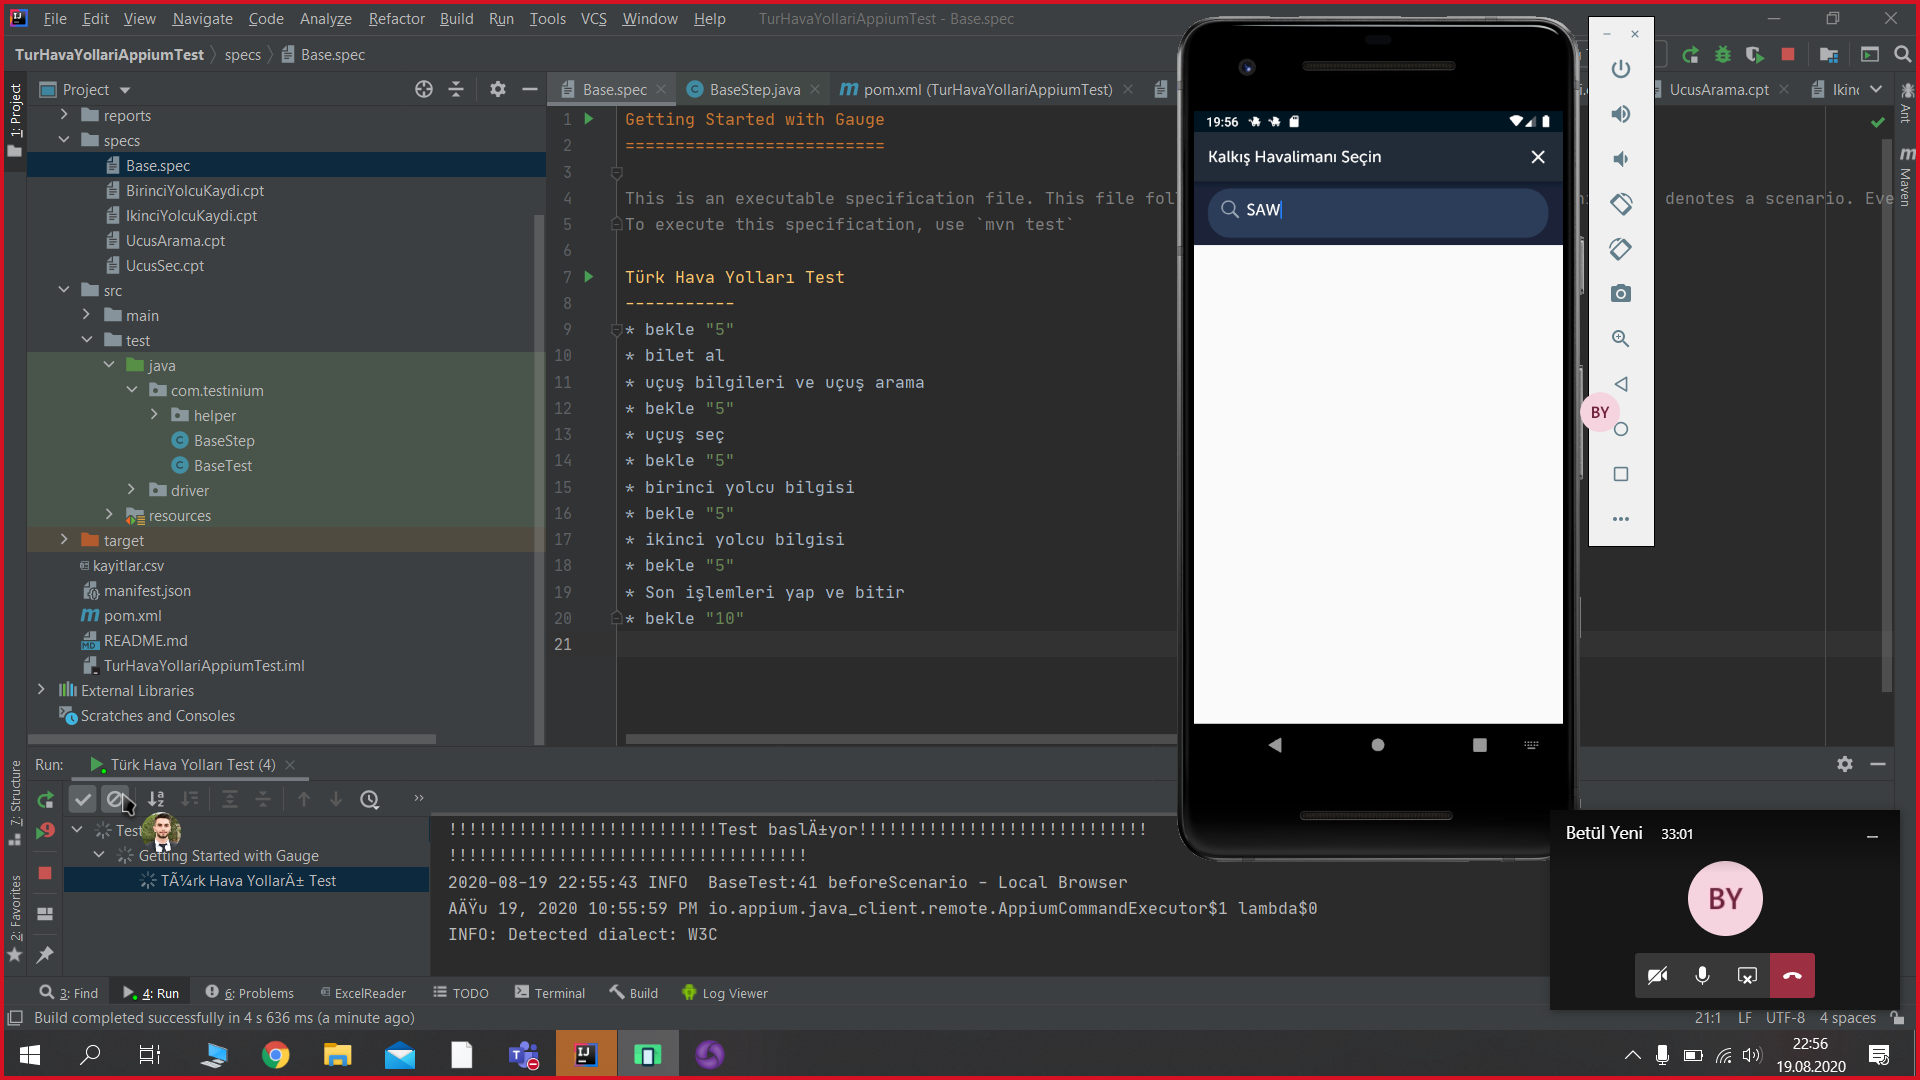 File Edit View Navigate Code Analyze Refactor Build Run Tools VCS Window Help TurHavaYollariAppiumTest - Base.spec
TurHavaYollariAppiumTest specs Base.spec
Project
Base.spec BaseStep.java pom.xml (TurHavaYollariAppiumTest) UcusArama.cpt Ikinc
1: Project
reports
specs
Base.spec
BirinciYolcuKaydi.cpt
IkinciYolcuKaydi.cpt
UcusArama.cpt
UcusSec.cpt
src
main
test
java
com.testinium
helper
BaseStep
BaseTest
driver
resources
target
kayitlar.csv
manifest.json
pom.xml
README.md
TurHavaYollariAppiumTest.iml
External Libraries
Scratches and Consoles
1 Getting Started with Gauge
2 ==========================
3
4 This is an executable specification file. This file fol denotes a scenario. Eve
5 To execute this specification, use `mvn test`
6
7 Türk Hava Yolları Test
8 -----------
9 * bekle "5"
10 * bilet al
11 * uçuş bilgileri ve uçuş arama
12 * bekle "5"
13 * uçuş seç
14 * bekle "5"
15 * birinci yolcu bilgisi
16 * bekle "5"
17 * ikinci yolcu bilgisi
18 * bekle "5"
19 * Son işlemleri yap ve bitir
20 * bekle "10"
21
19:56
Kalkış Havalimanı Seçin
SAW
BY
Ant
Maven
Run: Türk Hava Yolları Test (4)
Test
Getting Started with Gauge
TÃ¼rk Hava YollarÄ± Test
7: Structure
2: Favorites
!!!!!!!!!!!!!!!!!!!!!!!!!!!Test baslÄ±yor!!!!!!!!!!!!!!!!!!!!!!!!!!!!!
!!!!!!!!!!!!!!!!!!!!!!!!!!!!!!!!!!!!
2020-08-19 22:55:43 INFO  BaseTest:41 beforeScenario - Local Browser
AÄŸu 19, 2020 10:55:59 PM io.appium.java_client.remote.AppiumCommandExecutor$1 lambda$0
INFO: Detected dialect: W3C
Betül Yeni 33:01
BY
3: Find 4: Run 6: Problems ExcelReader TODO Terminal Build Log Viewer
Build completed successfully in 4 s 636 ms (a minute ago) 21:1 LF UTF-8 4 spaces
22:56
19.08.2020